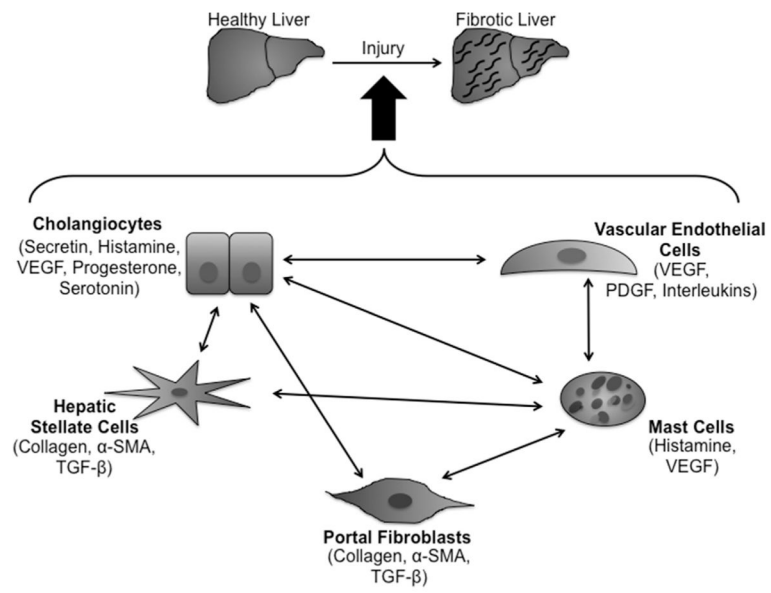 Healthy Liver
Fibrotic Liver
Injury
Cholangiocytes
(Secretin, Histamine,
VEGF, Progesterone,
Serotonin)
Vascular Endothelial
Cells
(VEGF,
PDGF, Interleukins)
Hepatic
Stellate Cells
(Collagen, α-SMA,
TGF-β)
Mast Cells
(Histamine,
VEGF)
Portal Fibroblasts
(Collagen, α-SMA,
TGF-β)